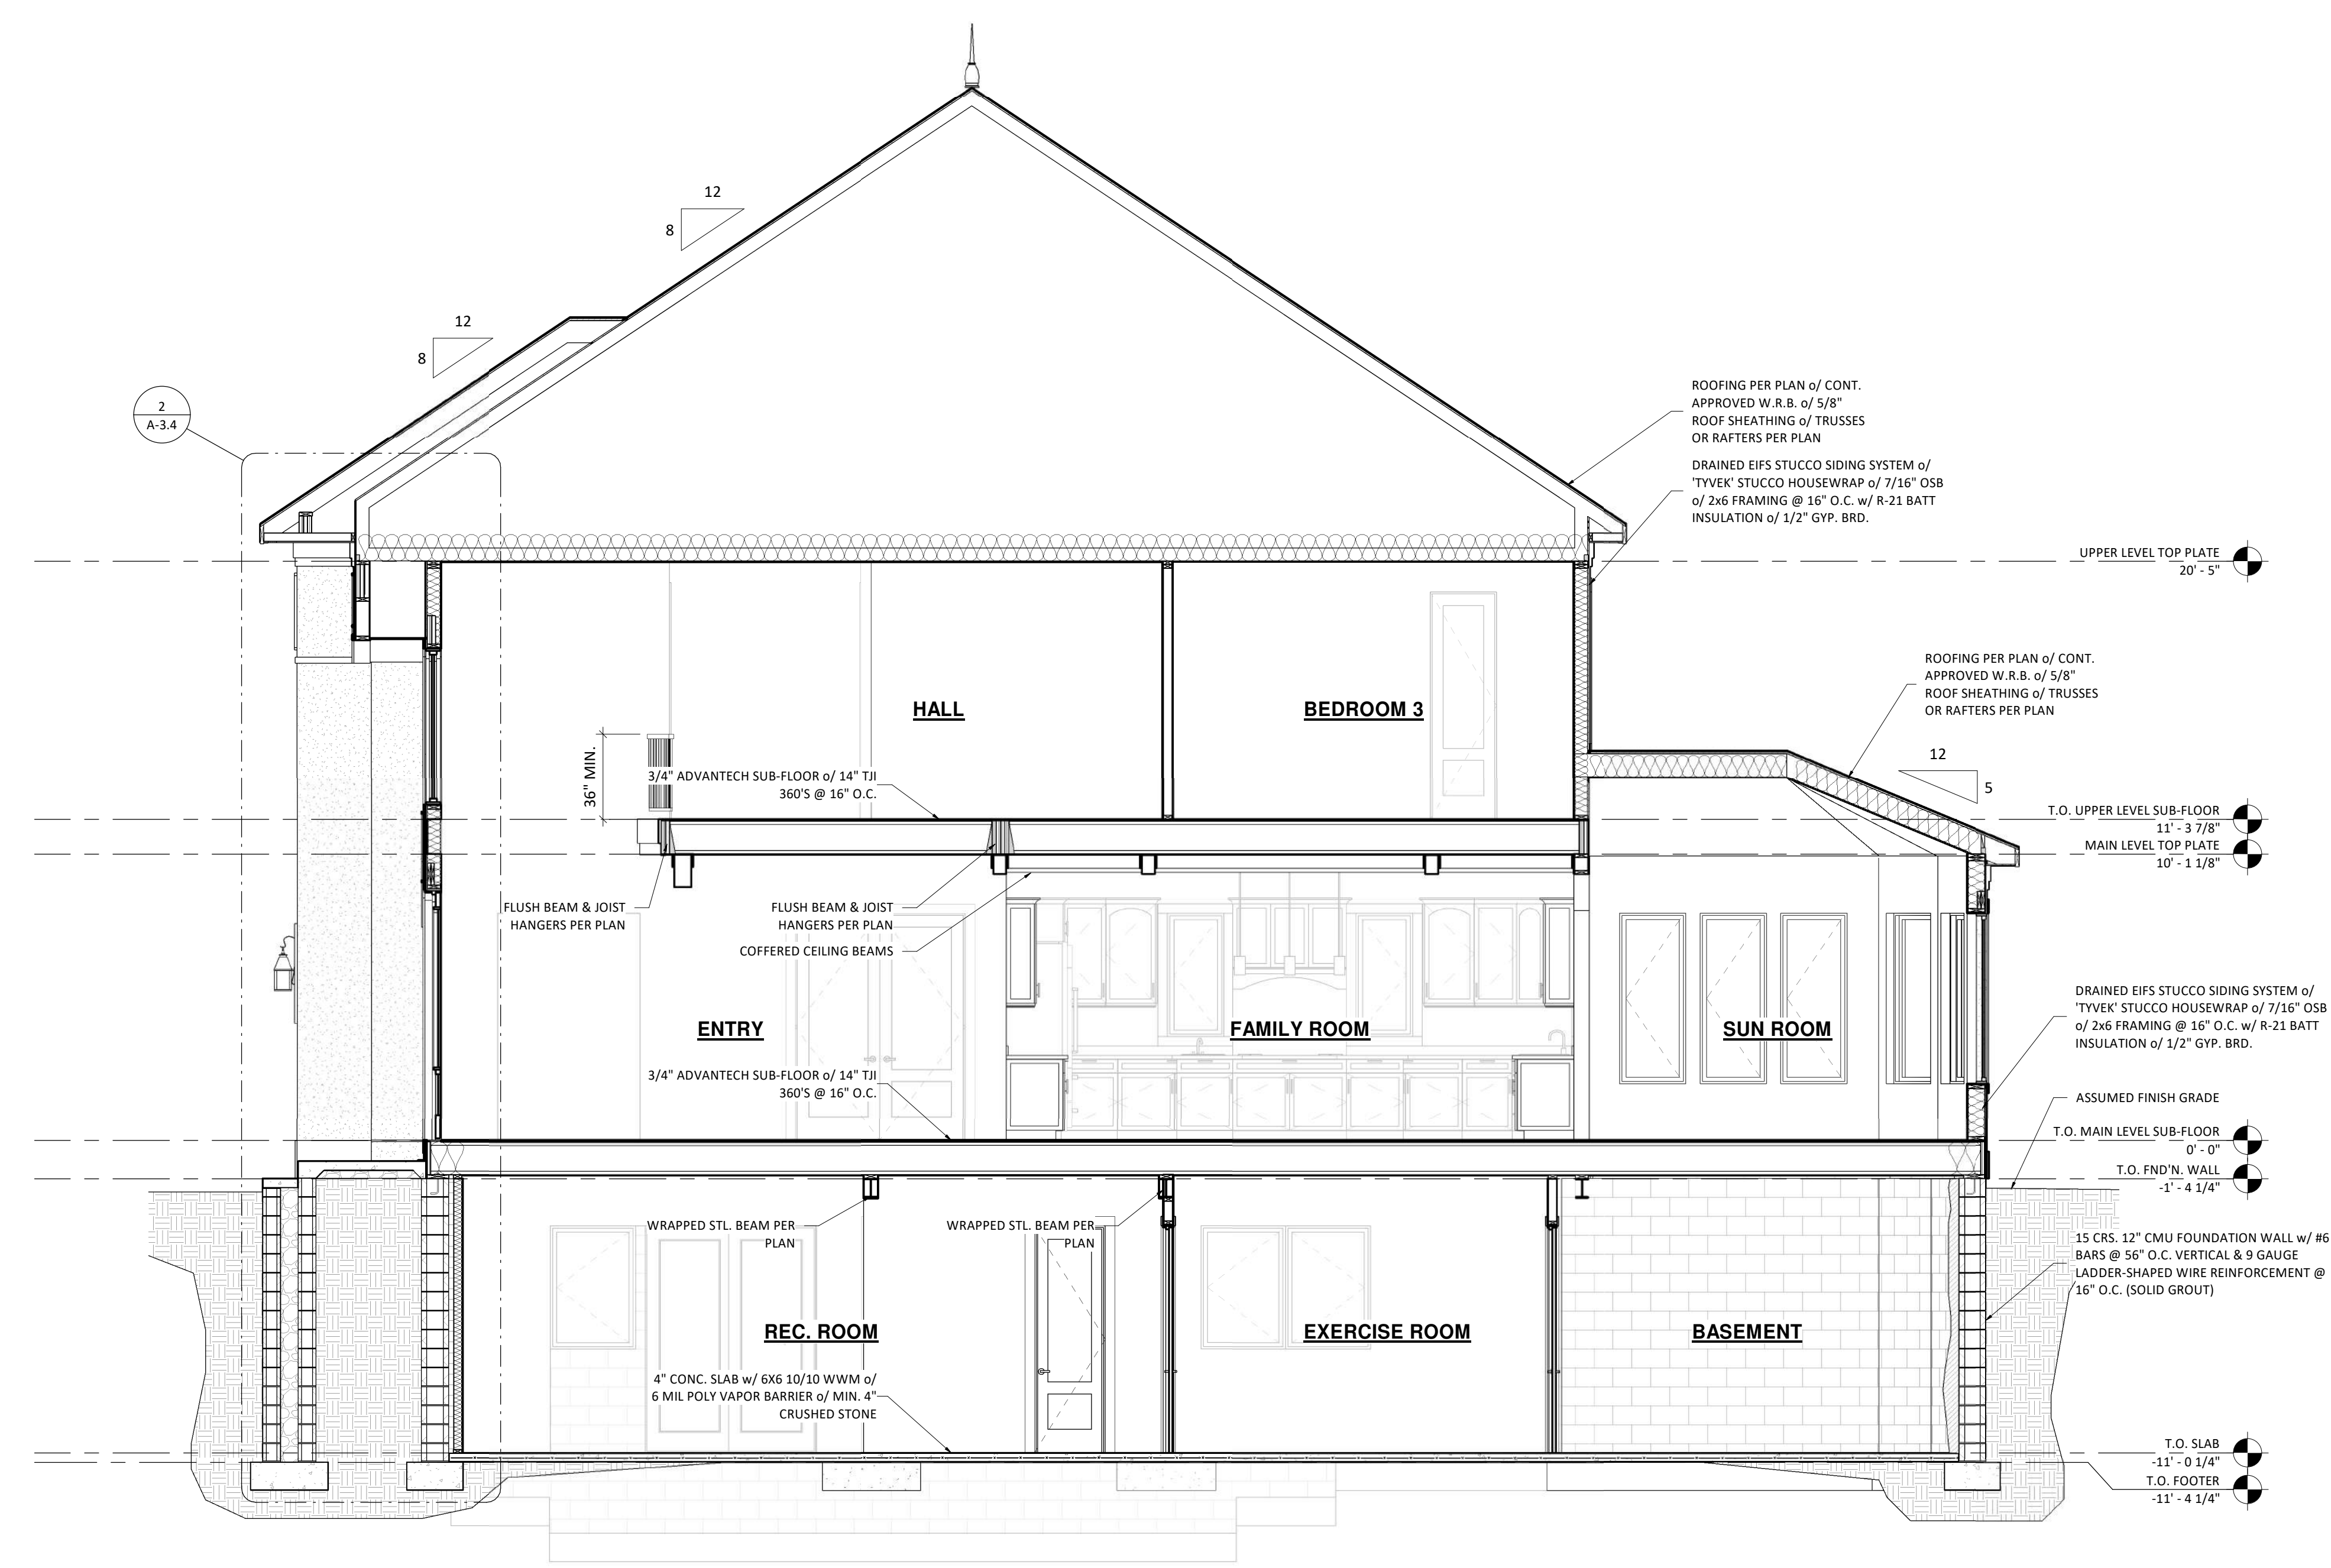 12
8
12
8
2
A-3.4
ROOFING PER PLAN o/ CONT.
APPROVED W.R.B. o/ 5/8"
ROOF SHEATHING o/ TRUSSES
OR RAFTERS PER PLAN
DRAINED EIFS STUCCO SIDING SYSTEM o/
'TYVEK' STUCCO HOUSEWRAP o/ 7/16" OSB
o/ 2x6 FRAMING @ 16" O.C. w/ R-21 BATT
INSULATION o/ 1/2" GYP. BRD.
UPPER LEVEL TOP PLATE
20' - 5"
ROOFING PER PLAN o/ CONT.
APPROVED W.R.B. o/ 5/8"
ROOF SHEATHING o/ TRUSSES
OR RAFTERS PER PLAN
HALL
BEDROOM 3
36" MIN.
3/4" ADVANTECH SUB-FLOOR o/ 14" TJI
360'S @ 16" O.C.
12
5
T.O. UPPER LEVEL SUB-FLOOR
11' - 3 7/8"
MAIN LEVEL TOP PLATE
10' - 1 1/8"
FLUSH BEAM & JOIST
HANGERS PER PLAN
FLUSH BEAM & JOIST
HANGERS PER PLAN
COFFERED CEILING BEAMS
ENTRY
FAMILY ROOM
SUN ROOM
DRAINED EIFS STUCCO SIDING SYSTEM o/
'TYVEK' STUCCO HOUSEWRAP o/ 7/16" OSB
o/ 2x6 FRAMING @ 16" O.C. w/ R-21 BATT
INSULATION o/ 1/2" GYP. BRD.
3/4" ADVANTECH SUB-FLOOR o/ 14" TJI
360'S @ 16" O.C.
ASSUMED FINISH GRADE
T.O. MAIN LEVEL SUB-FLOOR
0' - 0"
T.O. FND'N. WALL
-1' - 4 1/4"
WRAPPED STL. BEAM PER
PLAN
WRAPPED STL. BEAM PER
PLAN
15 CRS. 12" CMU FOUNDATION WALL w/ #6
BARS @ 56" O.C. VERTICAL & 9 GAUGE
LADDER-SHAPED WIRE REINFORCEMENT @
16" O.C. (SOLID GROUT)
REC. ROOM
EXERCISE ROOM
BASEMENT
4" CONC. SLAB w/ 6X6 10/10 WWM o/
6 MIL POLY VAPOR BARRIER o/ MIN. 4"
CRUSHED STONE
T.O. SLAB
-11' - 0 1/4"
T.O. FOOTER
-11' - 4 1/4"